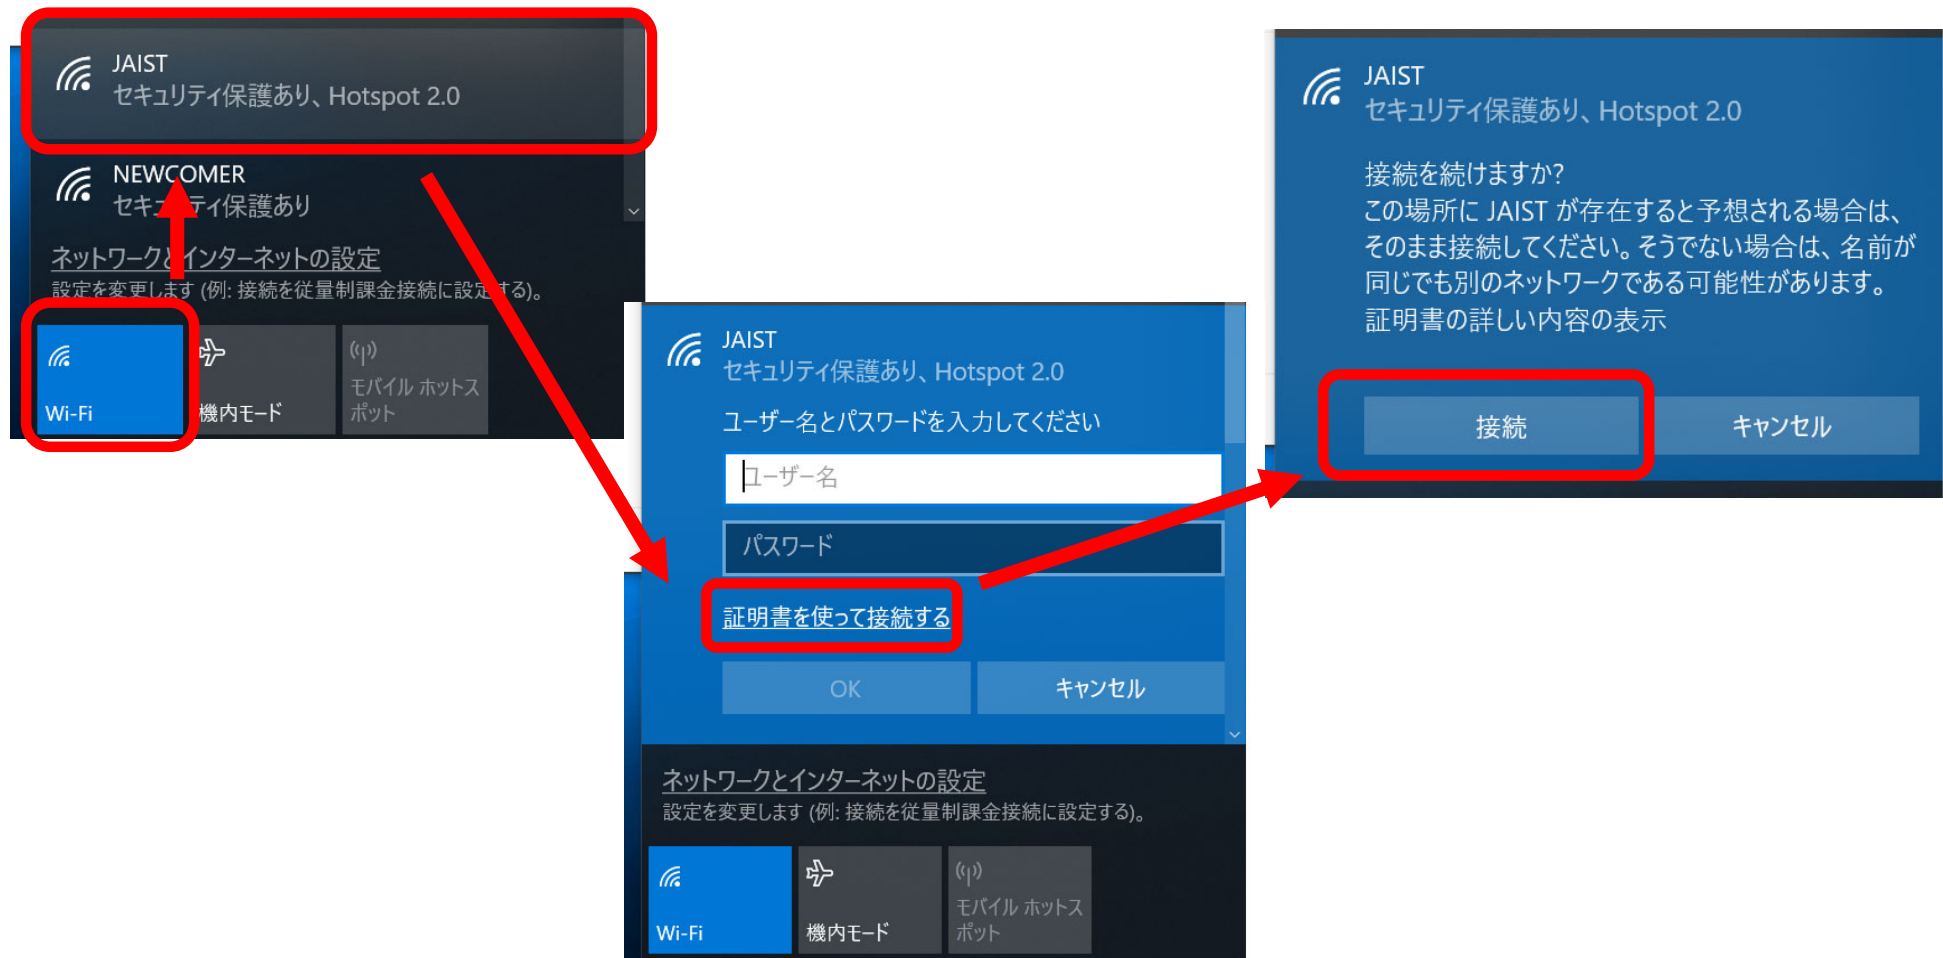 JAIST
セキュリティ保護あり、Hotspot 2.0
NEWCOMER
セキュリティ保護あり
ネットワークとインターネットの設定
設定を変更します (例: 接続を従量制課金接続に設定する)。
Wi-Fi
機内モード
モバイル ホットス
ポット
JAIST
セキュリティ保護あり、Hotspot 2.0
ユーザー名とパスワードを入力してください
ユーザー名
パスワード
証明書を使って接続する
OK
キャンセル
ネットワークとインターネットの設定
設定を変更します (例: 接続を従量制課金接続に設定する)。
Wi-Fi
機内モード
モバイル ホットス
ポット
JAIST
セキュリティ保護あり、Hotspot 2.0
接続を続けますか?
この場所に JAIST が存在すると予想される場合は、
そのまま接続してください。そうでない場合は、名前が
同じでも別のネットワークである可能性があります。
証明書の詳しい内容の表示
接続
キャンセル